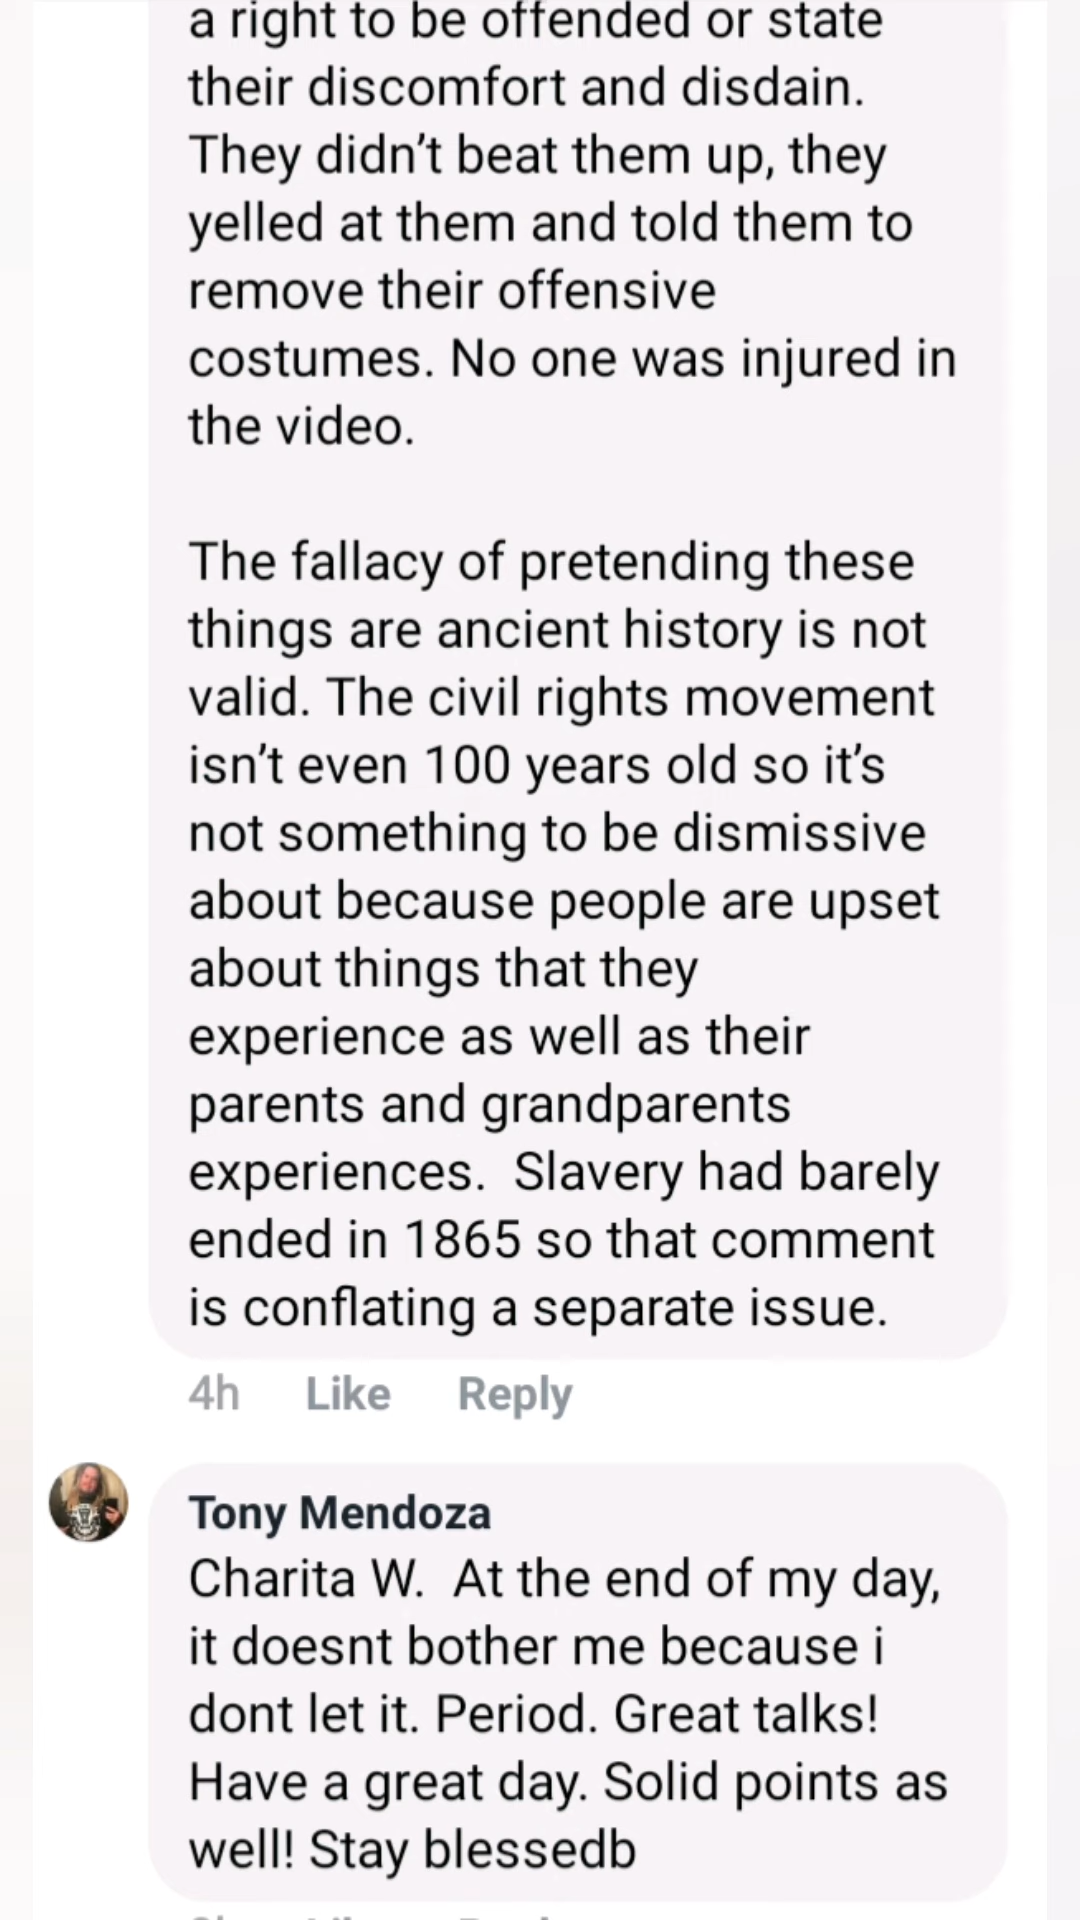 a right to be offended or state
their discomfort and disdain.
They didn’t beat them up, they
yelled at them and told them to
remove their offensive
costumes. No one was injured in
the video.
The fallacy of pretending these
things are ancient history is not
valid. The civil rights movement
isn’t even 100 years old so it’s
not something to be dismissive
about because people are upset
about things that they
experience as well as their
parents and grandparents
experiences.  Slavery had barely
ended in 1865 so that comment
is conflating a separate issue.
4h Like Reply
Tony Mendoza
Charita W.  At the end of my day,
it doesnt bother me because i
dont let it. Period. Great talks!
Have a great day. Solid points as
well! Stay blessedb